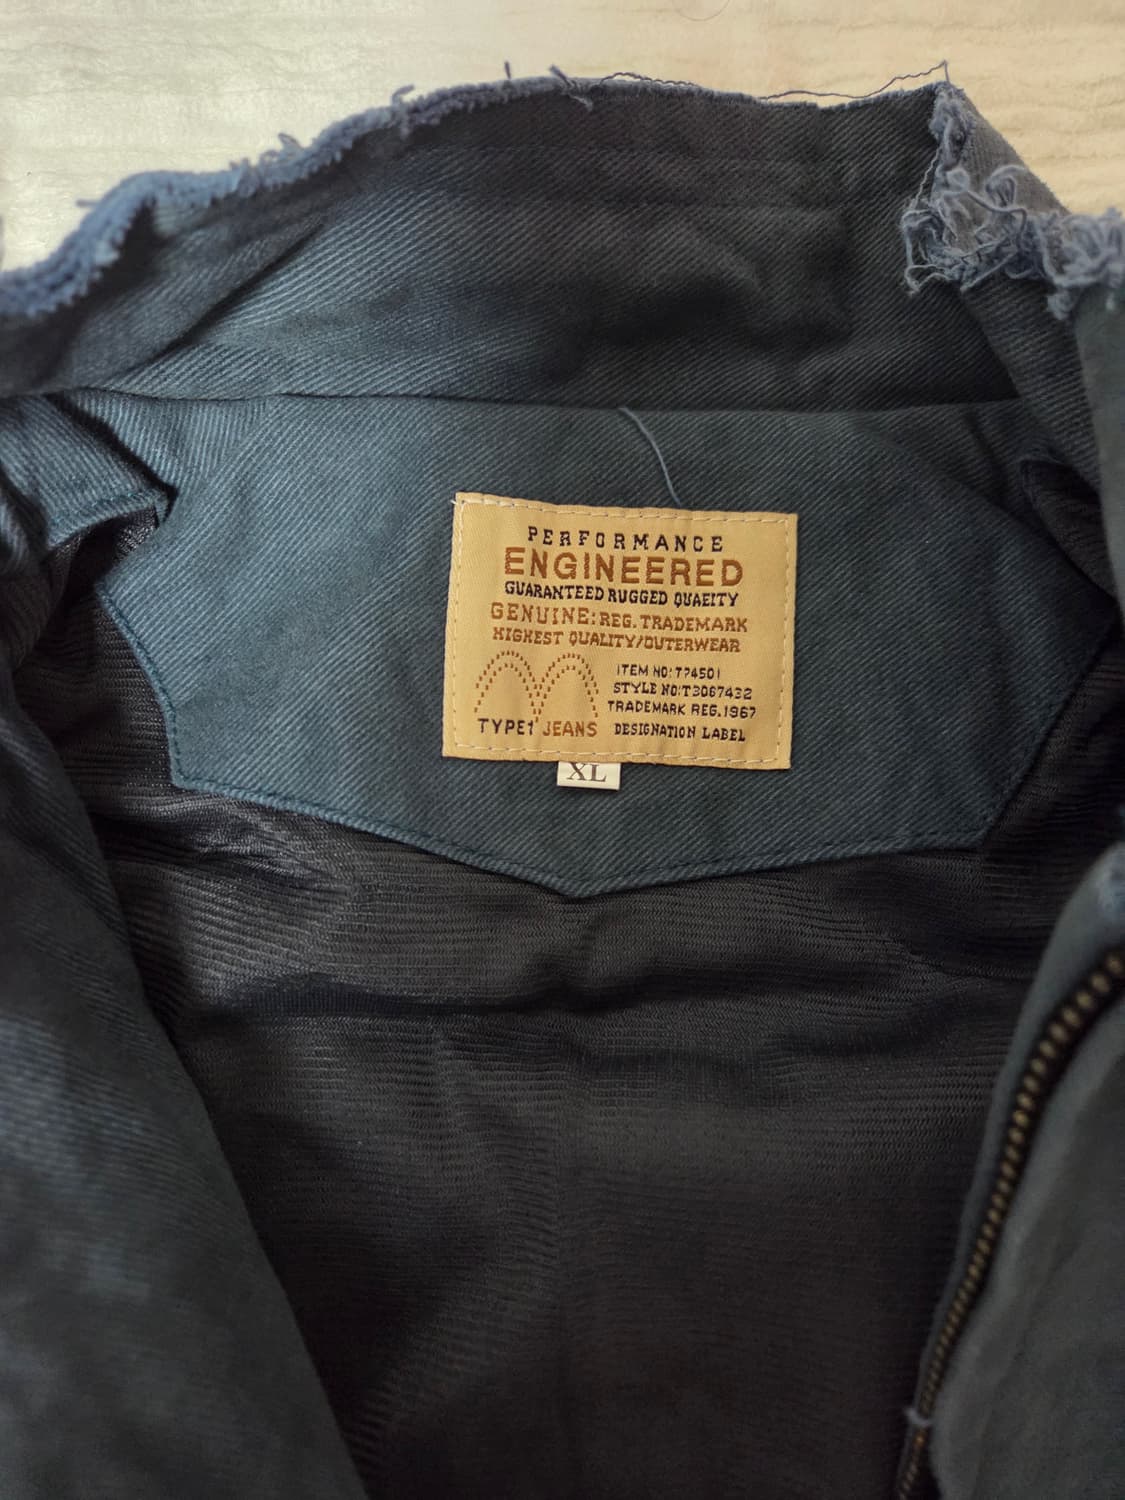 PERFORMANCE
ENGINEERED
GUARANTEED RUGGED QUAEITY
GENUINE: REG. TRADEMARK
HIGHEST QUALITY/OUTERWEAR
ITEM NO: T74501
STYLE NO: T3067432
TRADEMARK REG.1967
TYPE1 JEANS DESIGNATION LABEL
XL